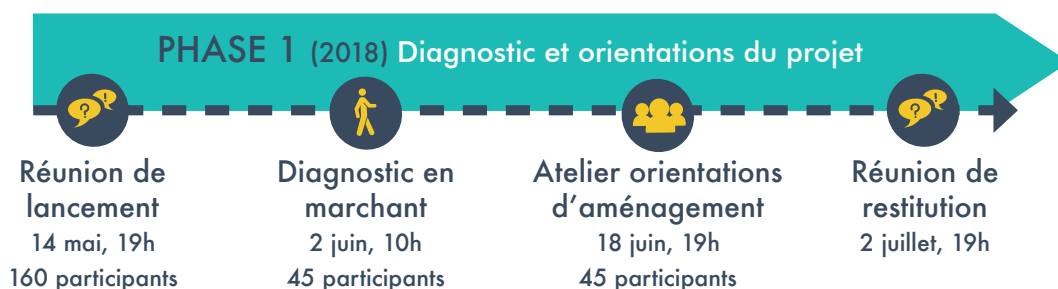 PHASE 1 (2018) Diagnostic et orientations du projet
? !
? !
Réunion de
lancement
14 mai, 19h
160 participants
Diagnostic en
marchant
2 juin, 10h
45 participants
Atelier orientations
d'aménagement
18 juin, 19h
45 participants
Réunion de
restitution
2 juillet, 19h